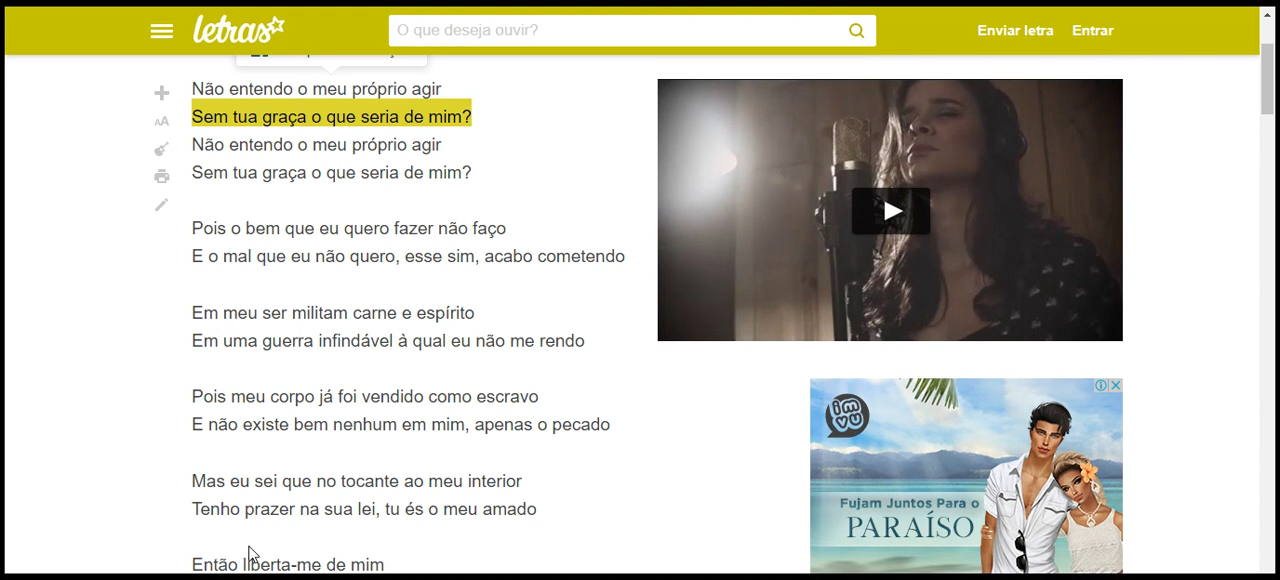 letras
O que deseja ouvir?
Enviar letra
Entrar
Não entendo o meu próprio agir
Sem tua graça o que seria de mim?
Não entendo o meu próprio agir
Sem tua graça o que seria de mim?
Pois o bem que eu quero fazer não faço
E o mal que eu não quero, esse sim, acabo cometendo
Em meu ser militam carne e espírito
Em uma guerra infindável à qual eu não me rendo
Pois meu corpo já foi vendido como escravo
E não existe bem nenhum em mim, apenas o pecado
Mas eu sei que no tocante ao meu interior
Tenho prazer na sua lei, tu és o meu amado
Então liberta-me de mim
AA
imvu
Fujam Juntos Para o
PARAÍSO